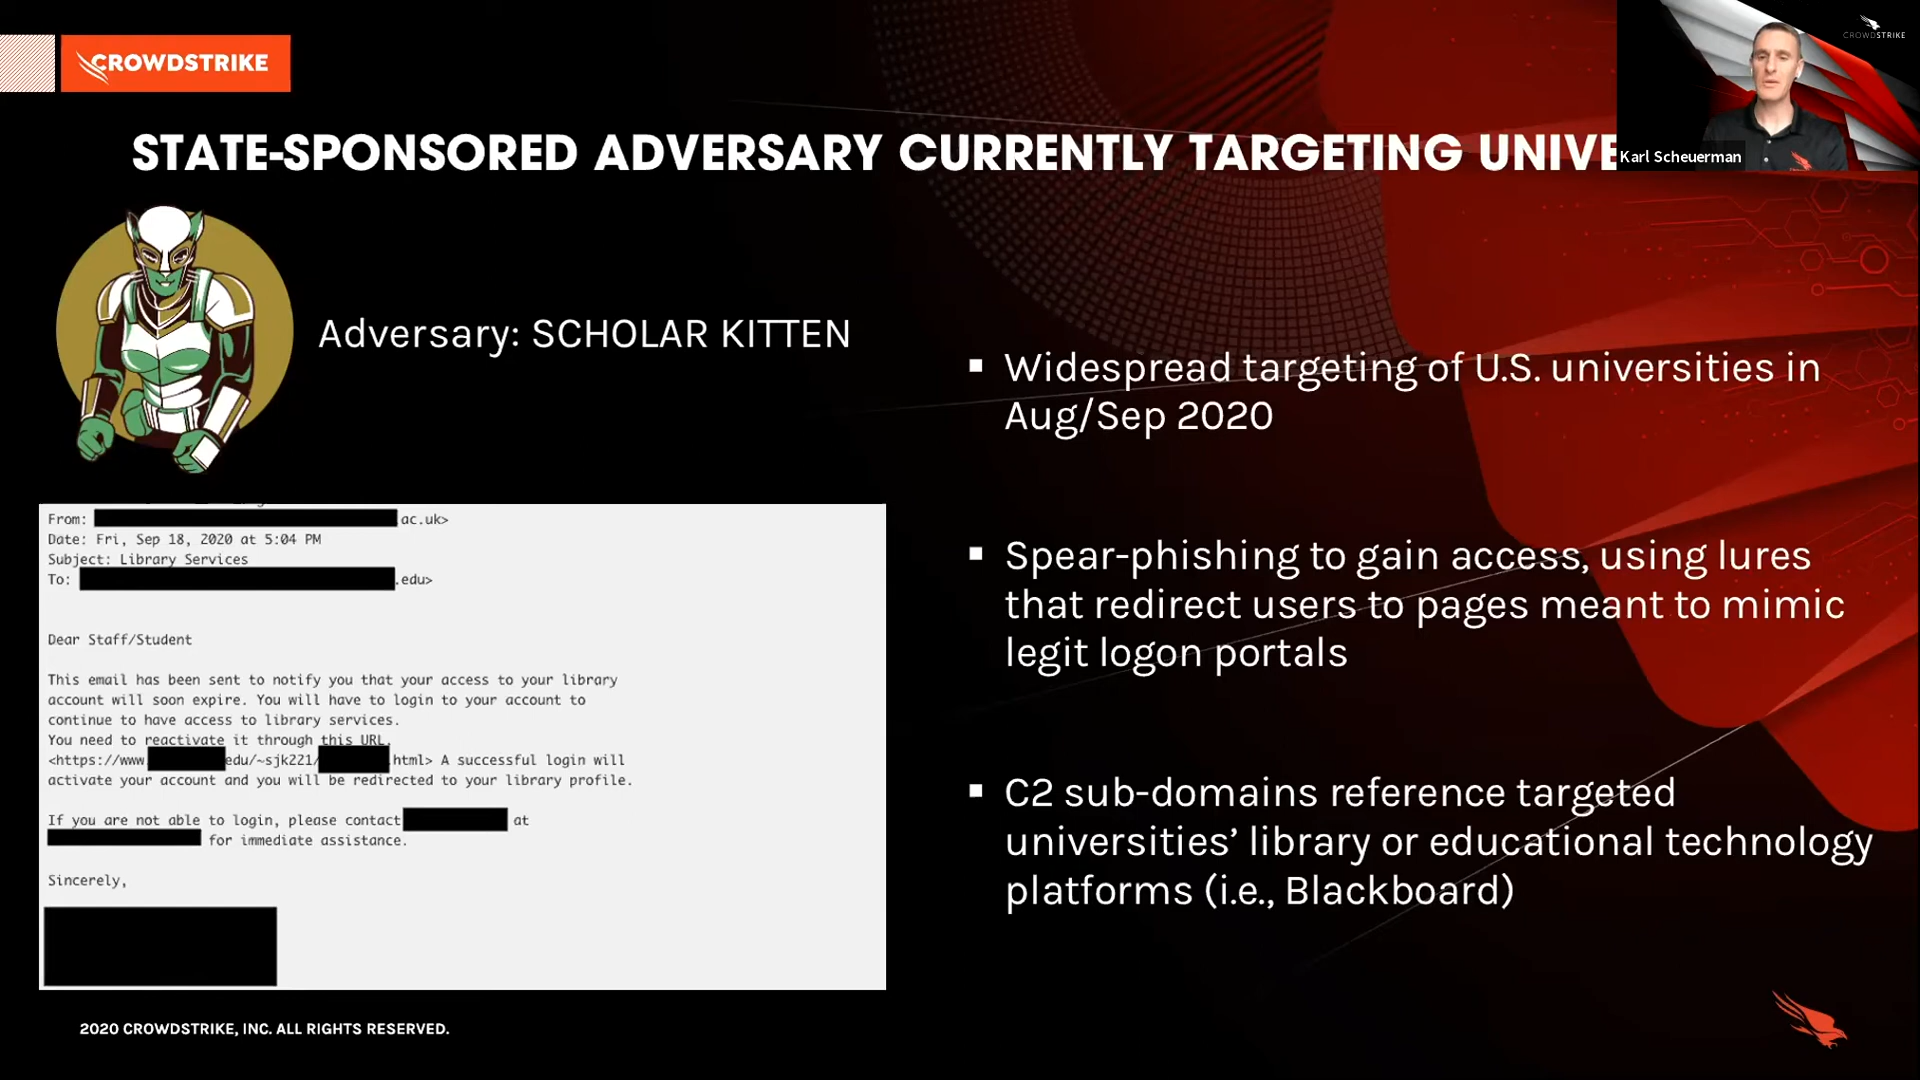 CROWDSTRIKE
CROWDSTRIKE
STATE-SPONSORED ADVERSARY CURRENTLY TARGETING UNIVE
Karl Scheuerman
Adversary: SCHOLAR KITTEN
From: ac.uk>
Date: Fri, Sep 18, 2020 at 5:04 PM
Subject: Library Services
To: .edu>
Dear Staff/Student
This email has been sent to notify you that your access to your library
account will soon expire. You will have to login to your account to
continue to have access to library services.
You need to reactivate it through this URL.
<https://www. edu/~sjk221/ .html> A successful login will
activate your account and you will be redirected to your library profile.
If you are not able to login, please contact at
for immediate assistance.
Sincerely,
▪ Widespread targeting of U.S. universities in
Aug/Sep 2020
▪ Spear-phishing to gain access, using lures
that redirect users to pages meant to mimic
legit logon portals
▪ C2 sub-domains reference targeted
universities’ library or educational technology
platforms (i.e., Blackboard)
2020 CROWDSTRIKE, INC. ALL RIGHTS RESERVED.